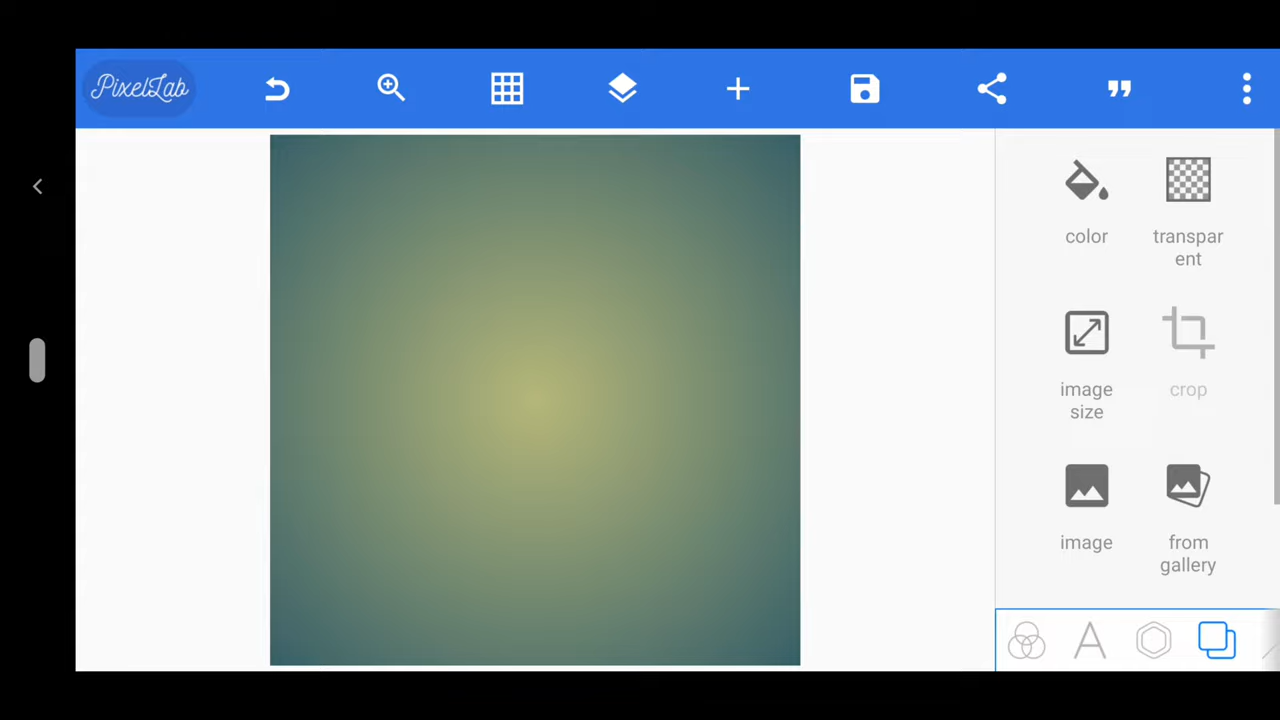 PixelLab
color
transpar
ent
image
size
crop
image
from
gallery